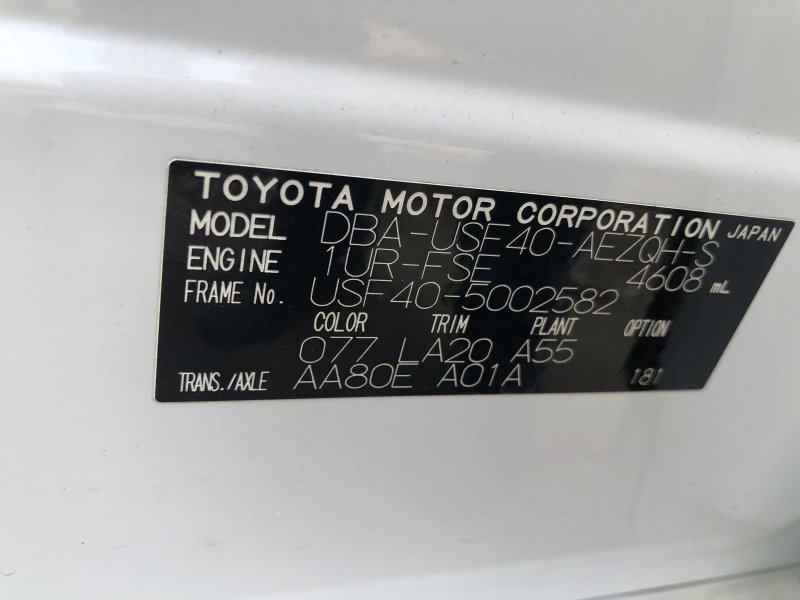 TOYOTA MOTOR CORPORATION JAPAN
MODEL DBA-USF40-AEZQH-S
ENGINE 1UR-FSE 4608 mL
FRAME No. USF40-5002582
COLOR TRIM PLANT OPTION
077 LA20 A55
TRANS./AXLE AA80E A01A 181